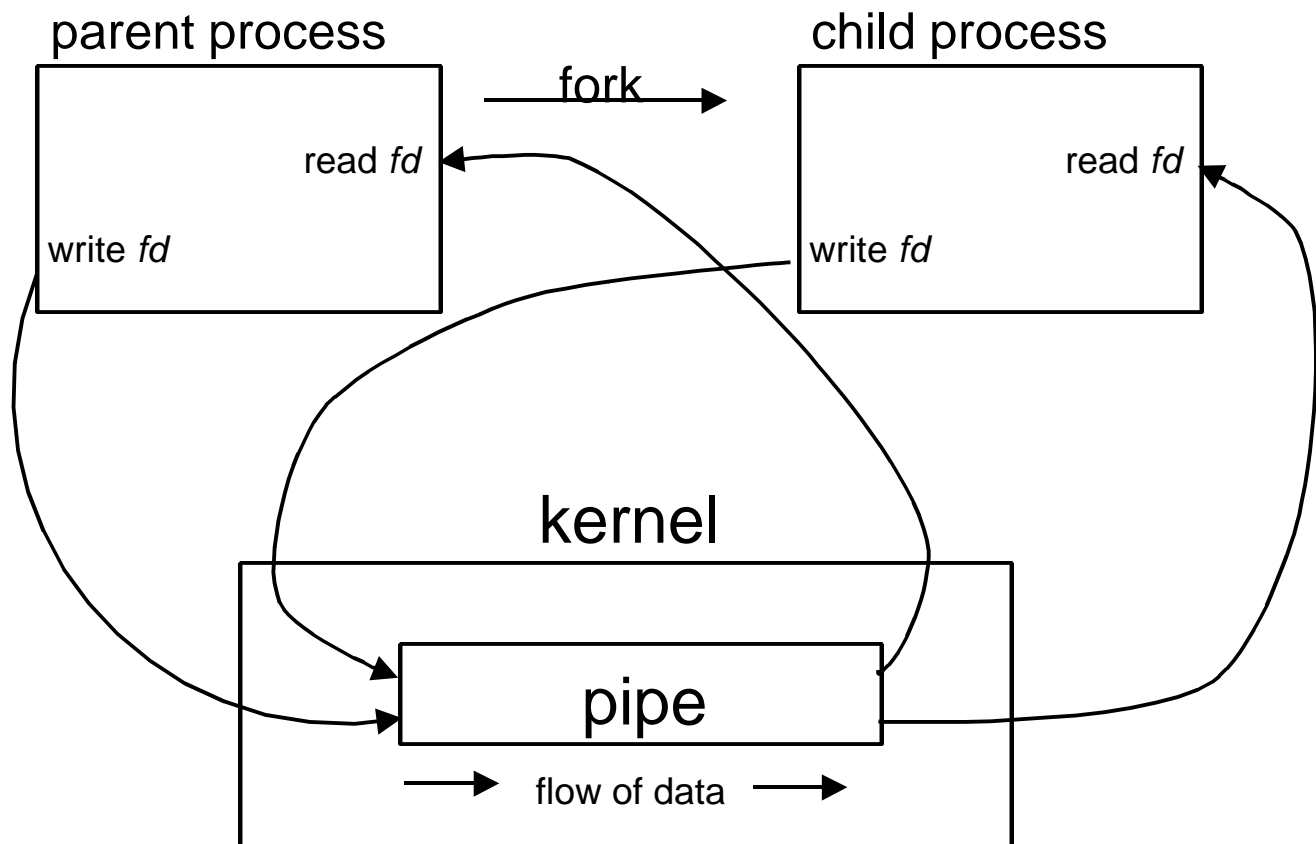 parent process
child process
fork
read fd
read fd
write fd
write fd
kernel
pipe
flow of data